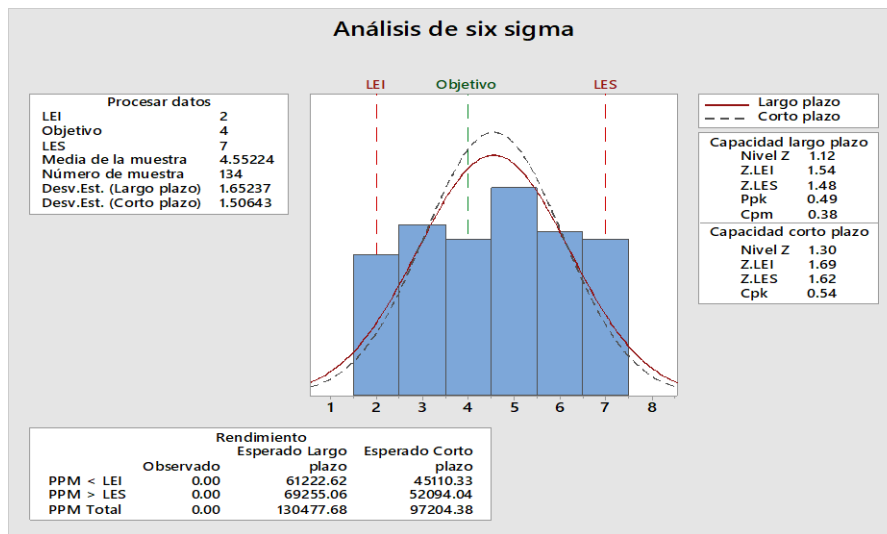 Análisis de six sigma
Procesar datos
LEI 2
Objetivo 4
LES 7
Media de la muestra 4.55224
Número de muestra 134
Desv.Est. (Largo plazo) 1.65237
Desv.Est. (Corto plazo) 1.50643
LEI Objetivo LES
1 2 3 4 5 6 7 8
Largo plazo
Corto plazo
Capacidad largo plazo
Nivel Z 1.12
Z.LEI 1.54
Z.LES 1.48
Ppk 0.49
Cpm 0.38
Capacidad corto plazo
Nivel Z 1.30
Z.LEI 1.69
Z.LES 1.62
Cpk 0.54
Rendimiento
Esperado Largo Esperado Corto
Observado plazo plazo
PPM < LEI 0.00 61222.62 45110.33
PPM > LES 0.00 69255.06 52094.04
PPM Total 0.00 130477.68 97204.38